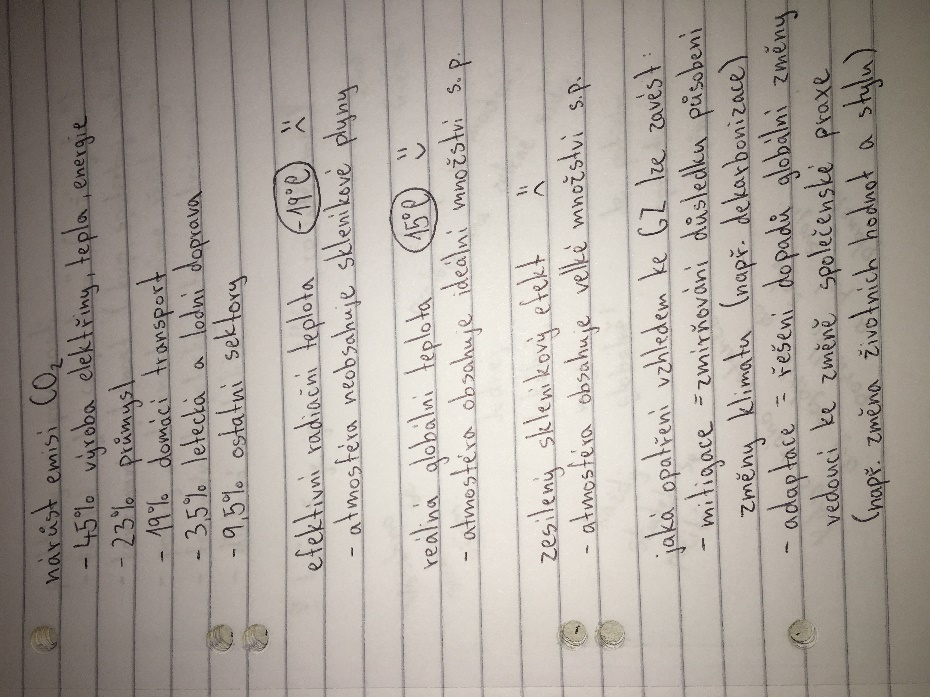 nárůst emisí CO₂
- 45% výroba elektřiny, tepla, energie
- 23% průmysl
- 19% domácí transport
- 3,5% letecká a lodní doprava
- 9,5% ostatní sektory
efektivní radiační teplota -19°C :(
- atmosféra neobsahuje skleníkové plyny
reálná globální teplota 15°C :)
- atmosféra obsahuje ideální množství s.p.
zesílený skleníkový efekt :(
- atmosféra obsahuje velké množství s.p.
jaká opatření vzhledem ke GZ lze zavést:
- mitigace = zmírňování důsledku působení
změny klimatu (např. dekarbonizace)
- adaptace = řešení dopadů globální změny
vedoucí ke změně společenské praxe
(např. změna životních hodnot a stylu)